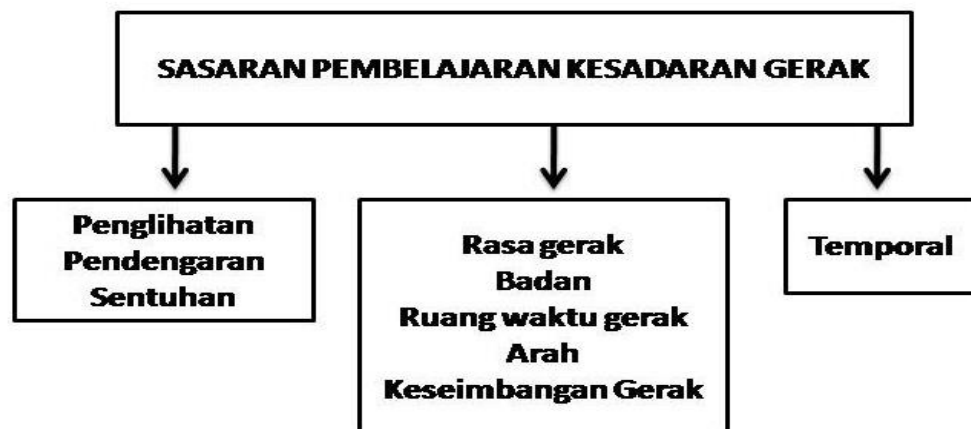 SASARAN PEMBELAJARAN KESADARAN GERAK
Penglihatan
Pendengaran
Sentuhan
Rasa gerak
Badan
Ruang waktu gerak
Arah
Keseimbangan Gerak
Temporal